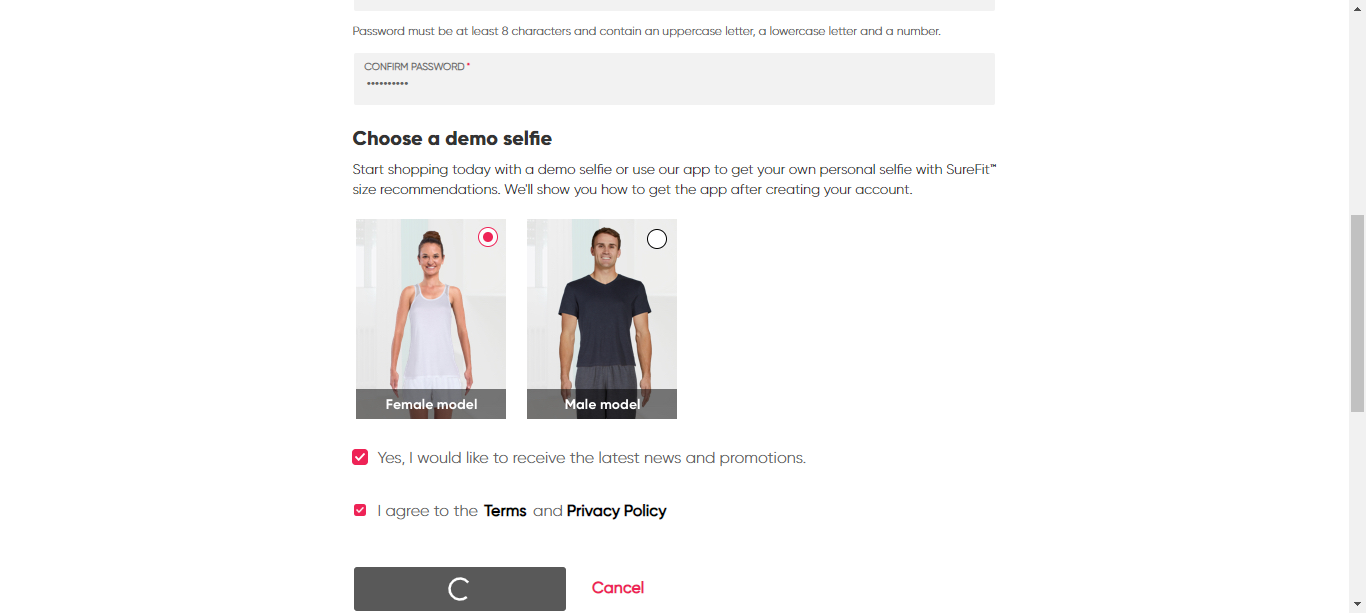 Password must be at least 8 characters and contain an uppercase letter, a lowercase letter and a number.
CONFIRM PASSWORD *
••••••••••
Choose a demo selfie
Start shopping today with a demo selfie or use our app to get your own personal selfie with SureFit™
size recommendations. We'll show you how to get the app after creating your account.
Female model
Male model
Yes, I would like to receive the latest news and promotions.
I agree to the Terms and Privacy Policy
Cancel